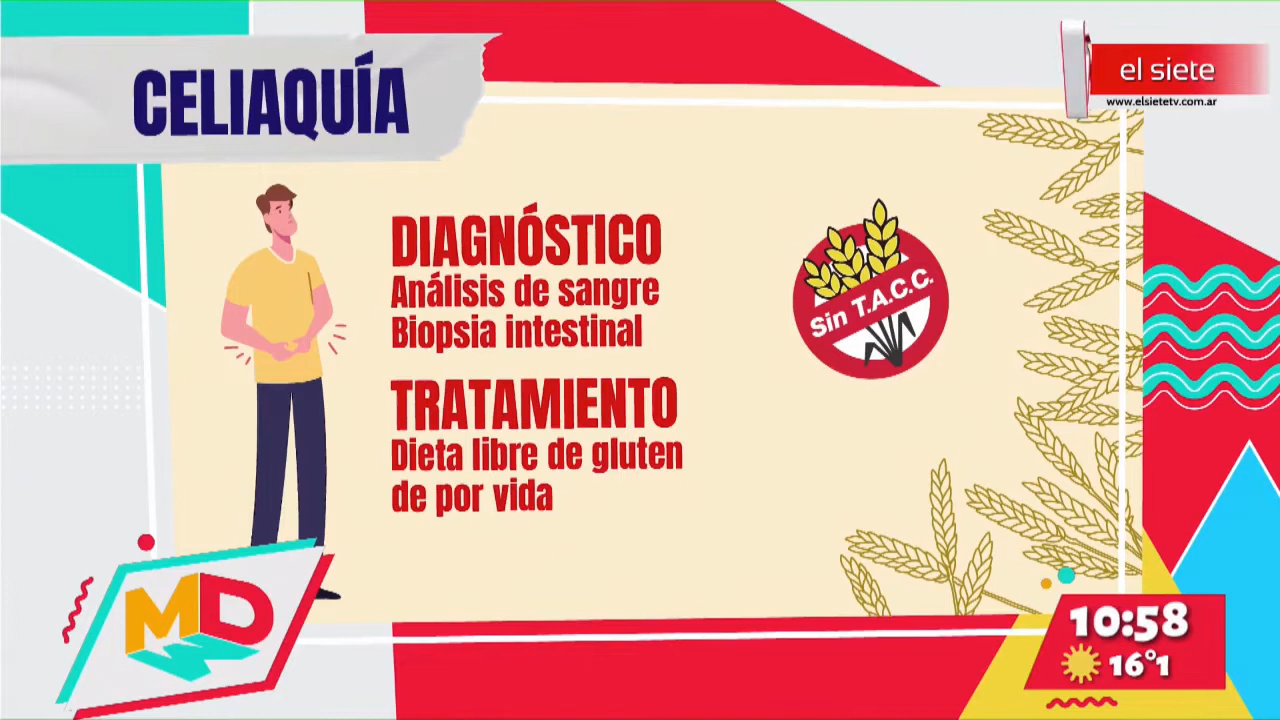 CELIAQUÍA
el siete
www.elsietetv.com.ar
DIAGNÓSTICO
Análisis de sangre
Biopsia intestinal
Sin T.A.C.C.
TRATAMIENTO
Dieta libre de gluten
de por vida
MD
10:58
16°1